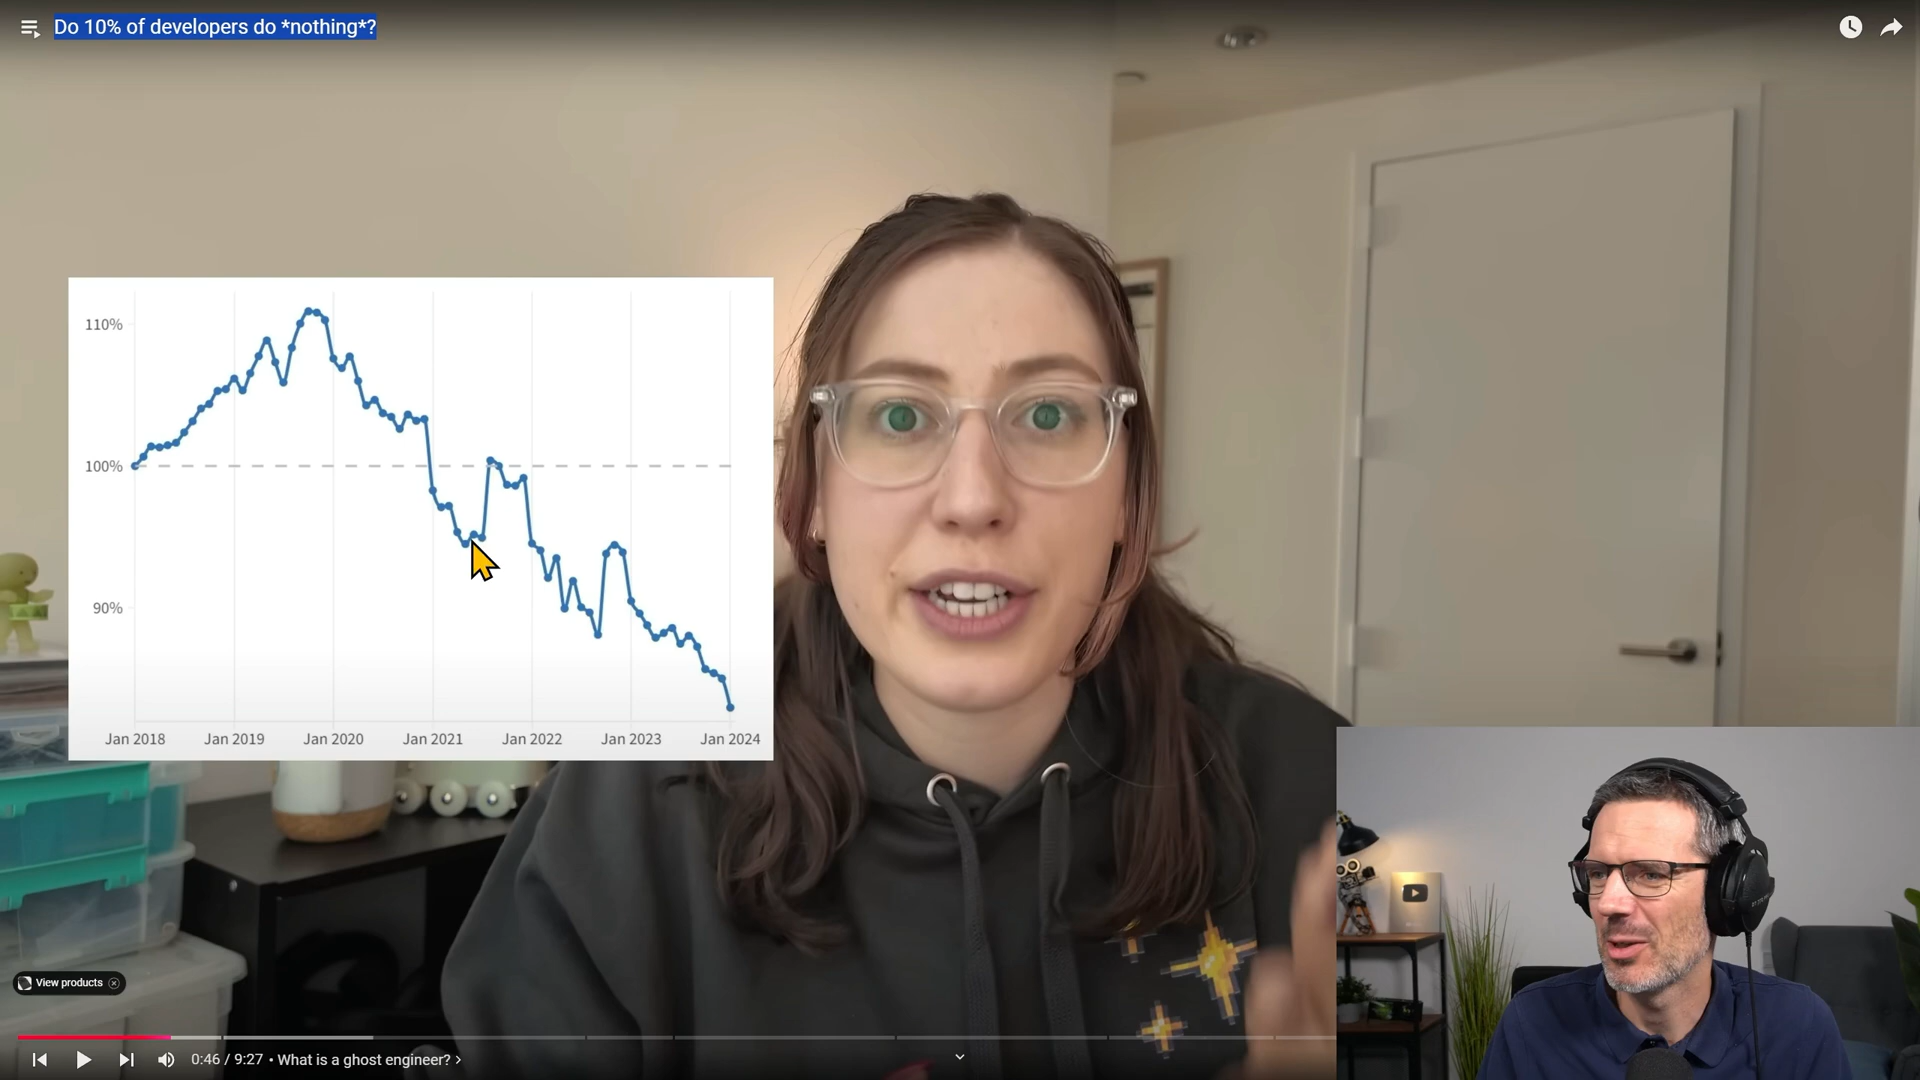 Do 10% of developers do *nothing*?
110%
100%
90%
Jan 2018 Jan 2019 Jan 2020 Jan 2021 Jan 2022 Jan 2023 Jan 2024
View products
0:46 / 9:27 • What is a ghost engineer? >